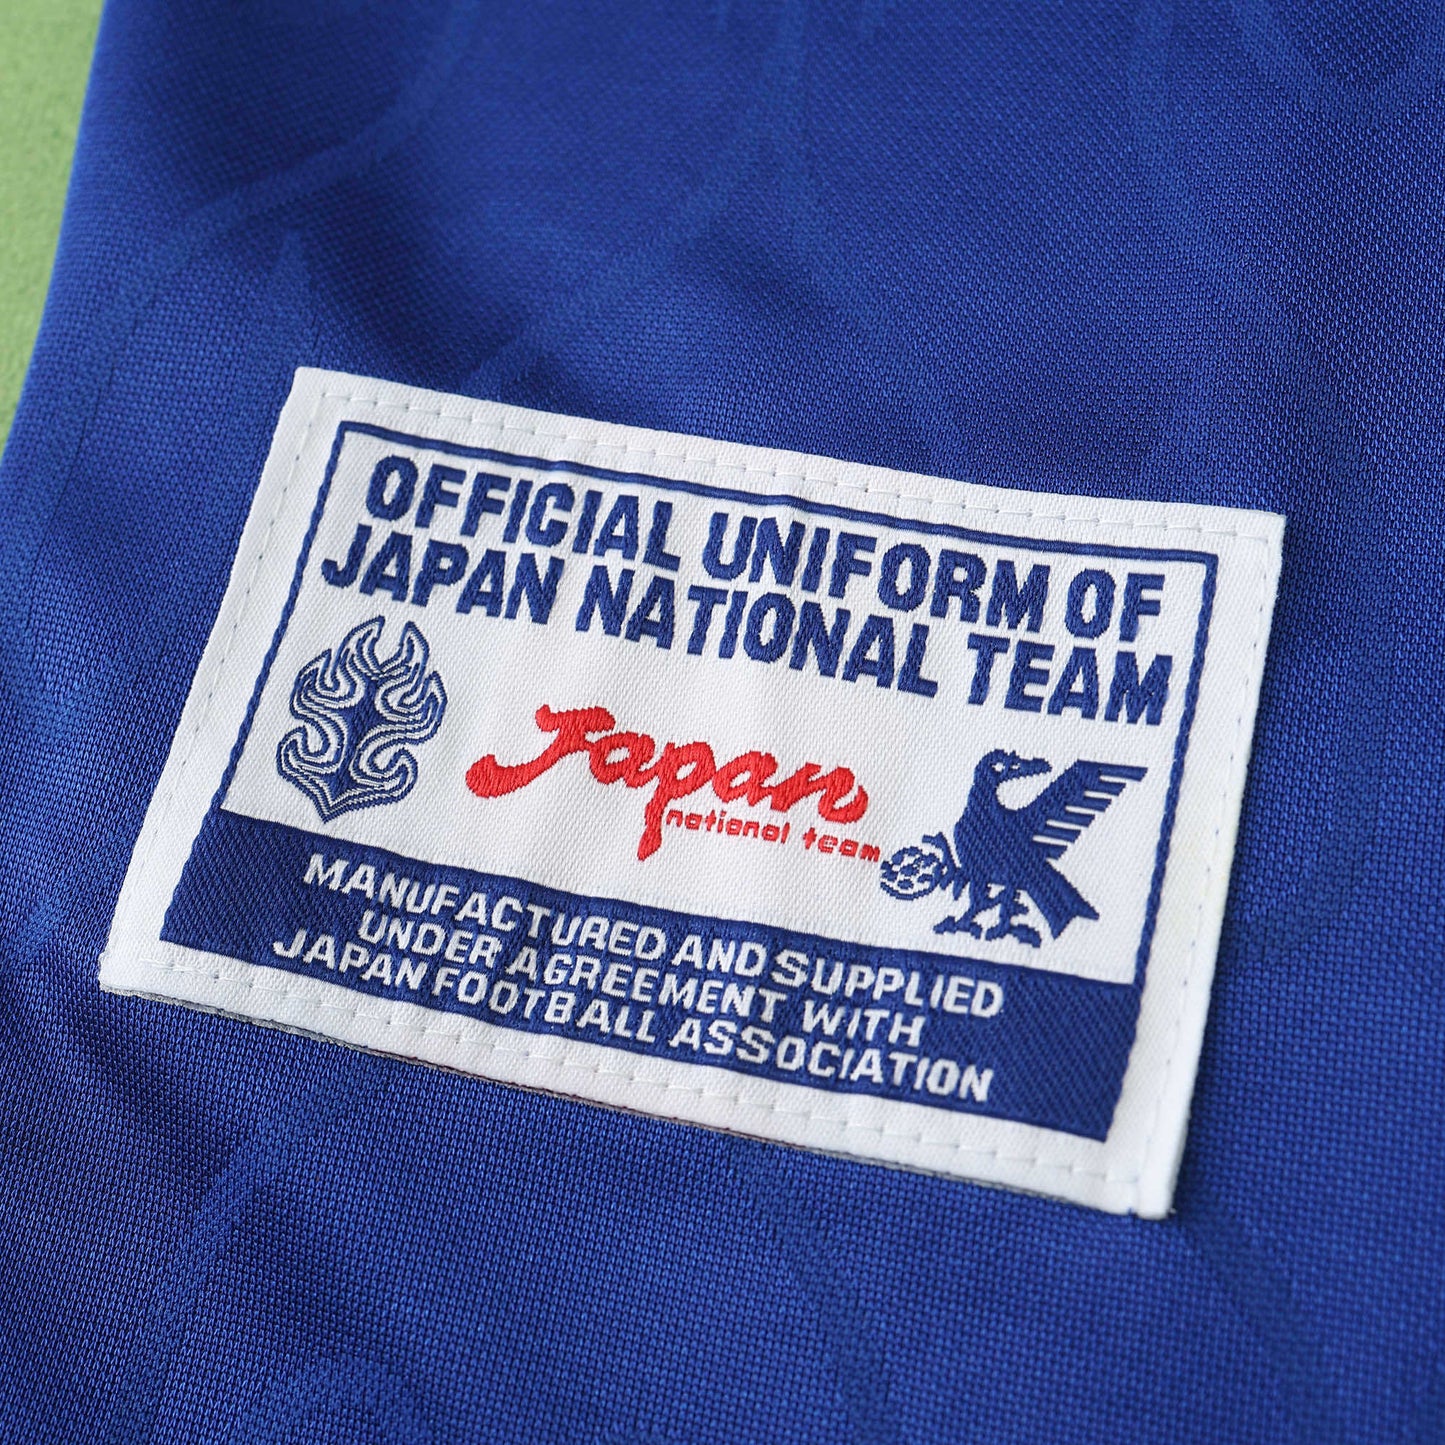 OFFICIAL UNIFORM OF
JAPAN NATIONAL TEAM
Japan
national team
MANUFACTURED AND SUPPLIED
UNDER AGREEMENT WITH
JAPAN FOOTBALL ASSOCIATION